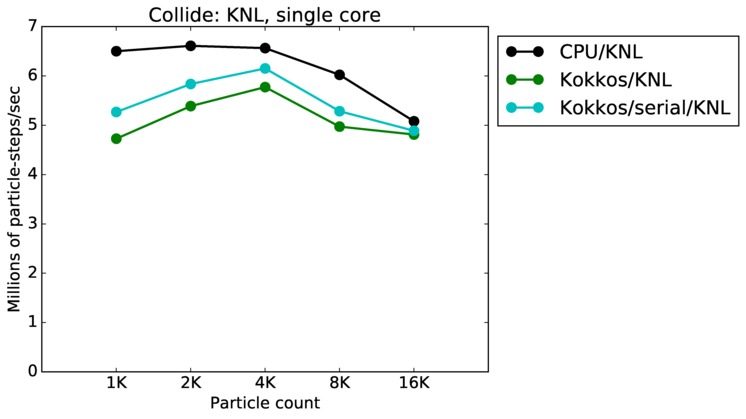 Collide: KNL, single core
7
6
5
4
3
2
1
0
Millions of particle-steps/sec
1K 2K 4K 8K 16K
Particle count
CPU/KNL
Kokkos/KNL
Kokkos/serial/KNL